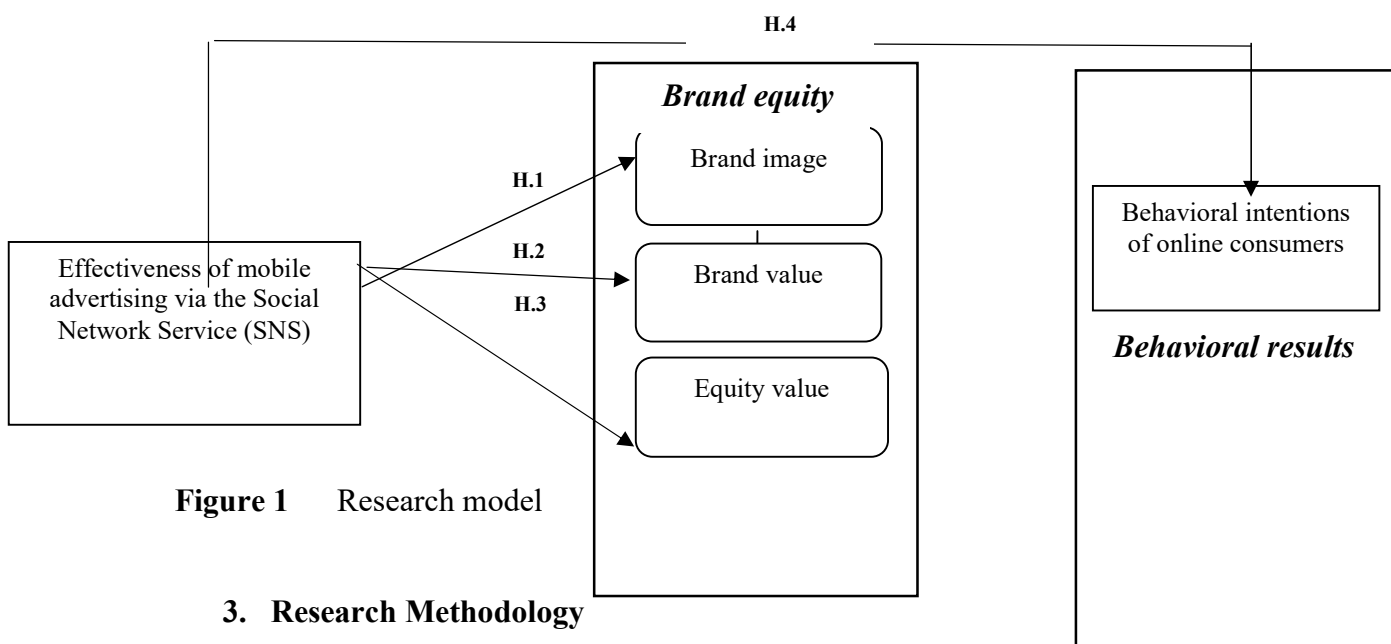 H.4
Brand equity
Brand image
H.1
Behavioral intentions
of online consumers
Effectiveness of mobile
advertising via the Social
Network Service (SNS)
H.2
Brand value
H.3
Behavioral results
Equity value
Figure 1 Research model
3. Research Methodology